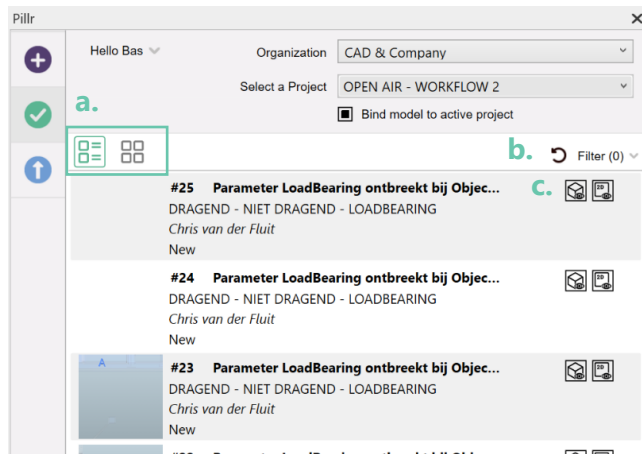 Pillr
Hello Bas
Organization CAD & Company
Select a Project OPEN AIR - WORKFLOW 2
Bind model to active project
a.
b. Filter (0)
#25 Parameter LoadBearing ontbreekt bij Objec... c. 2D
DRAGEND - NIET DRAGEND - LOADBEARING
Chris van der Fluit
New
#24 Parameter LoadBearing ontbreekt bij Objec... 2D
DRAGEND - NIET DRAGEND - LOADBEARING
Chris van der Fluit
New
A
#23 Parameter LoadBearing ontbreekt bij Objec... 2D
DRAGEND - NIET DRAGEND - LOADBEARING
Chris van der Fluit
New